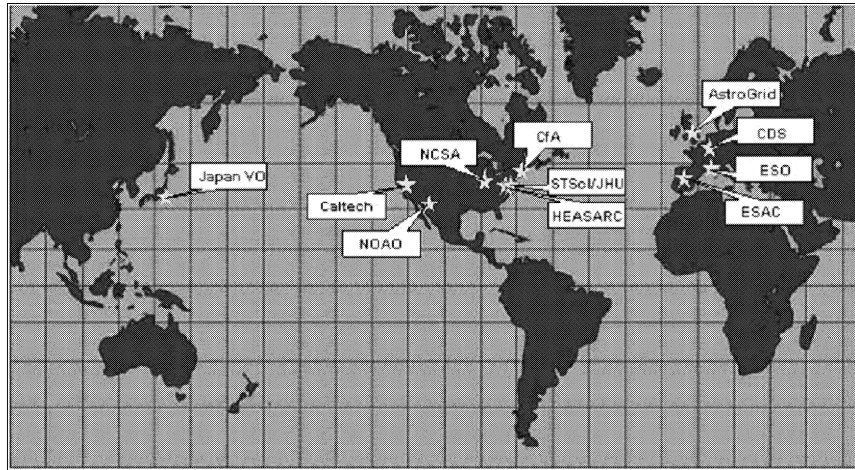 AstroGrid
CfA
CDS
NCSA
Japan VO
STScI/JHU
ESO
Caltech
HEASARC
ESAC
NOAO